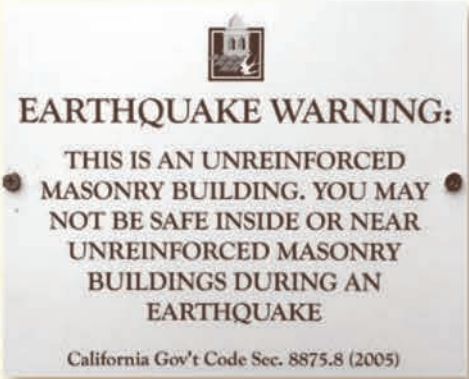 EARTHQUAKE WARNING:
THIS IS AN UNREINFORCED
MASONRY BUILDING. YOU MAY
NOT BE SAFE INSIDE OR NEAR
UNREINFORCED MASONRY
BUILDINGS DURING AN
EARTHQUAKE
California Gov't Code Sec. 8875.8 (2005)